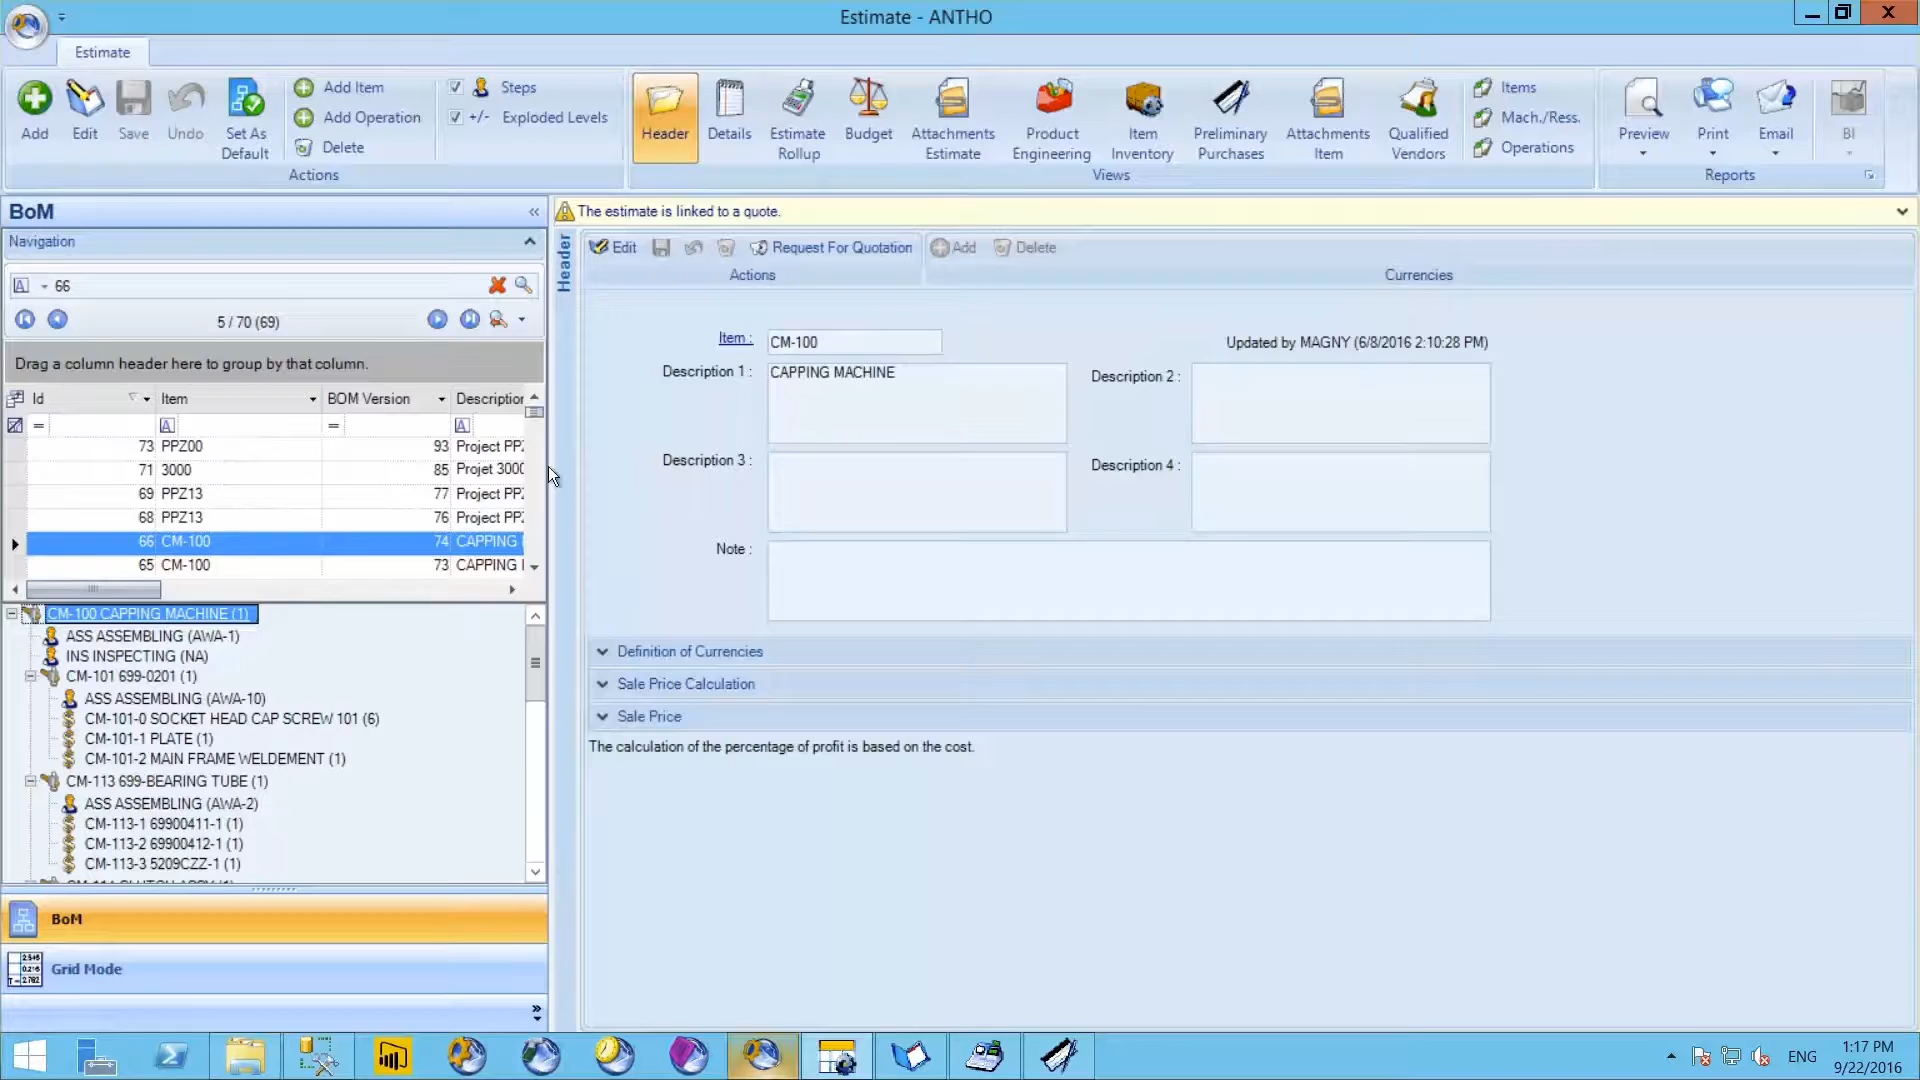 Estimate - ANTHO
Estimate
Add
Edit
Save
Undo
Set As Default
Add Item
Add Operation
Delete
Steps
+/- Exploded Levels
Actions
Header
Details
Estimate Rollup
Budget
Attachments Estimate
Product Engineering
Item Inventory
Preliminary Purchases
Attachments Item
Qualified Vendors
Items
Mach./Ress.
Operations
Views
Preview
Print
Email
BI
Reports
BoM
«
The estimate is linked to a quote.
Navigation
A 66
5 / 70 (69)
Drag a column header here to group by that column.
Id Item BOM Version Description
= A = A
73 PPZ00 93 Project PPZ
71 3000 85 Projet 3000
69 PPZ13 77 Project PPZ
68 PPZ13 76 Project PPZ
66 CM-100 74 CAPPING
65 CM-100 73 CAPPING
CM-100 CAPPING MACHINE (1)
ASS ASSEMBLING (AWA-1)
INS INSPECTING (NA)
CM-101 699-0201 (1)
ASS ASSEMBLING (AWA-10)
CM-101-0 SOCKET HEAD CAP SCREW 101 (6)
CM-101-1 PLATE (1)
CM-101-2 MAIN FRAME WELDEMENT (1)
CM-113 699-BEARING TUBE (1)
ASS ASSEMBLING (AWA-2)
CM-113-1 69900411-1 (1)
CM-113-2 69900412-1 (1)
CM-113-3 5209CZZ-1 (1)
BoM
Grid Mode
»
Header
Edit
Request For Quotation
Add
Delete
Actions
Currencies
Item : CM-100
Updated by MAGNY (6/8/2016 2:10:28 PM)
Description 1 : CAPPING MACHINE
Description 2 :
Description 3 :
Description 4 :
Note :
Definition of Currencies
Sale Price Calculation
Sale Price
The calculation of the percentage of profit is based on the cost.
ENG
1:17 PM
9/22/2016